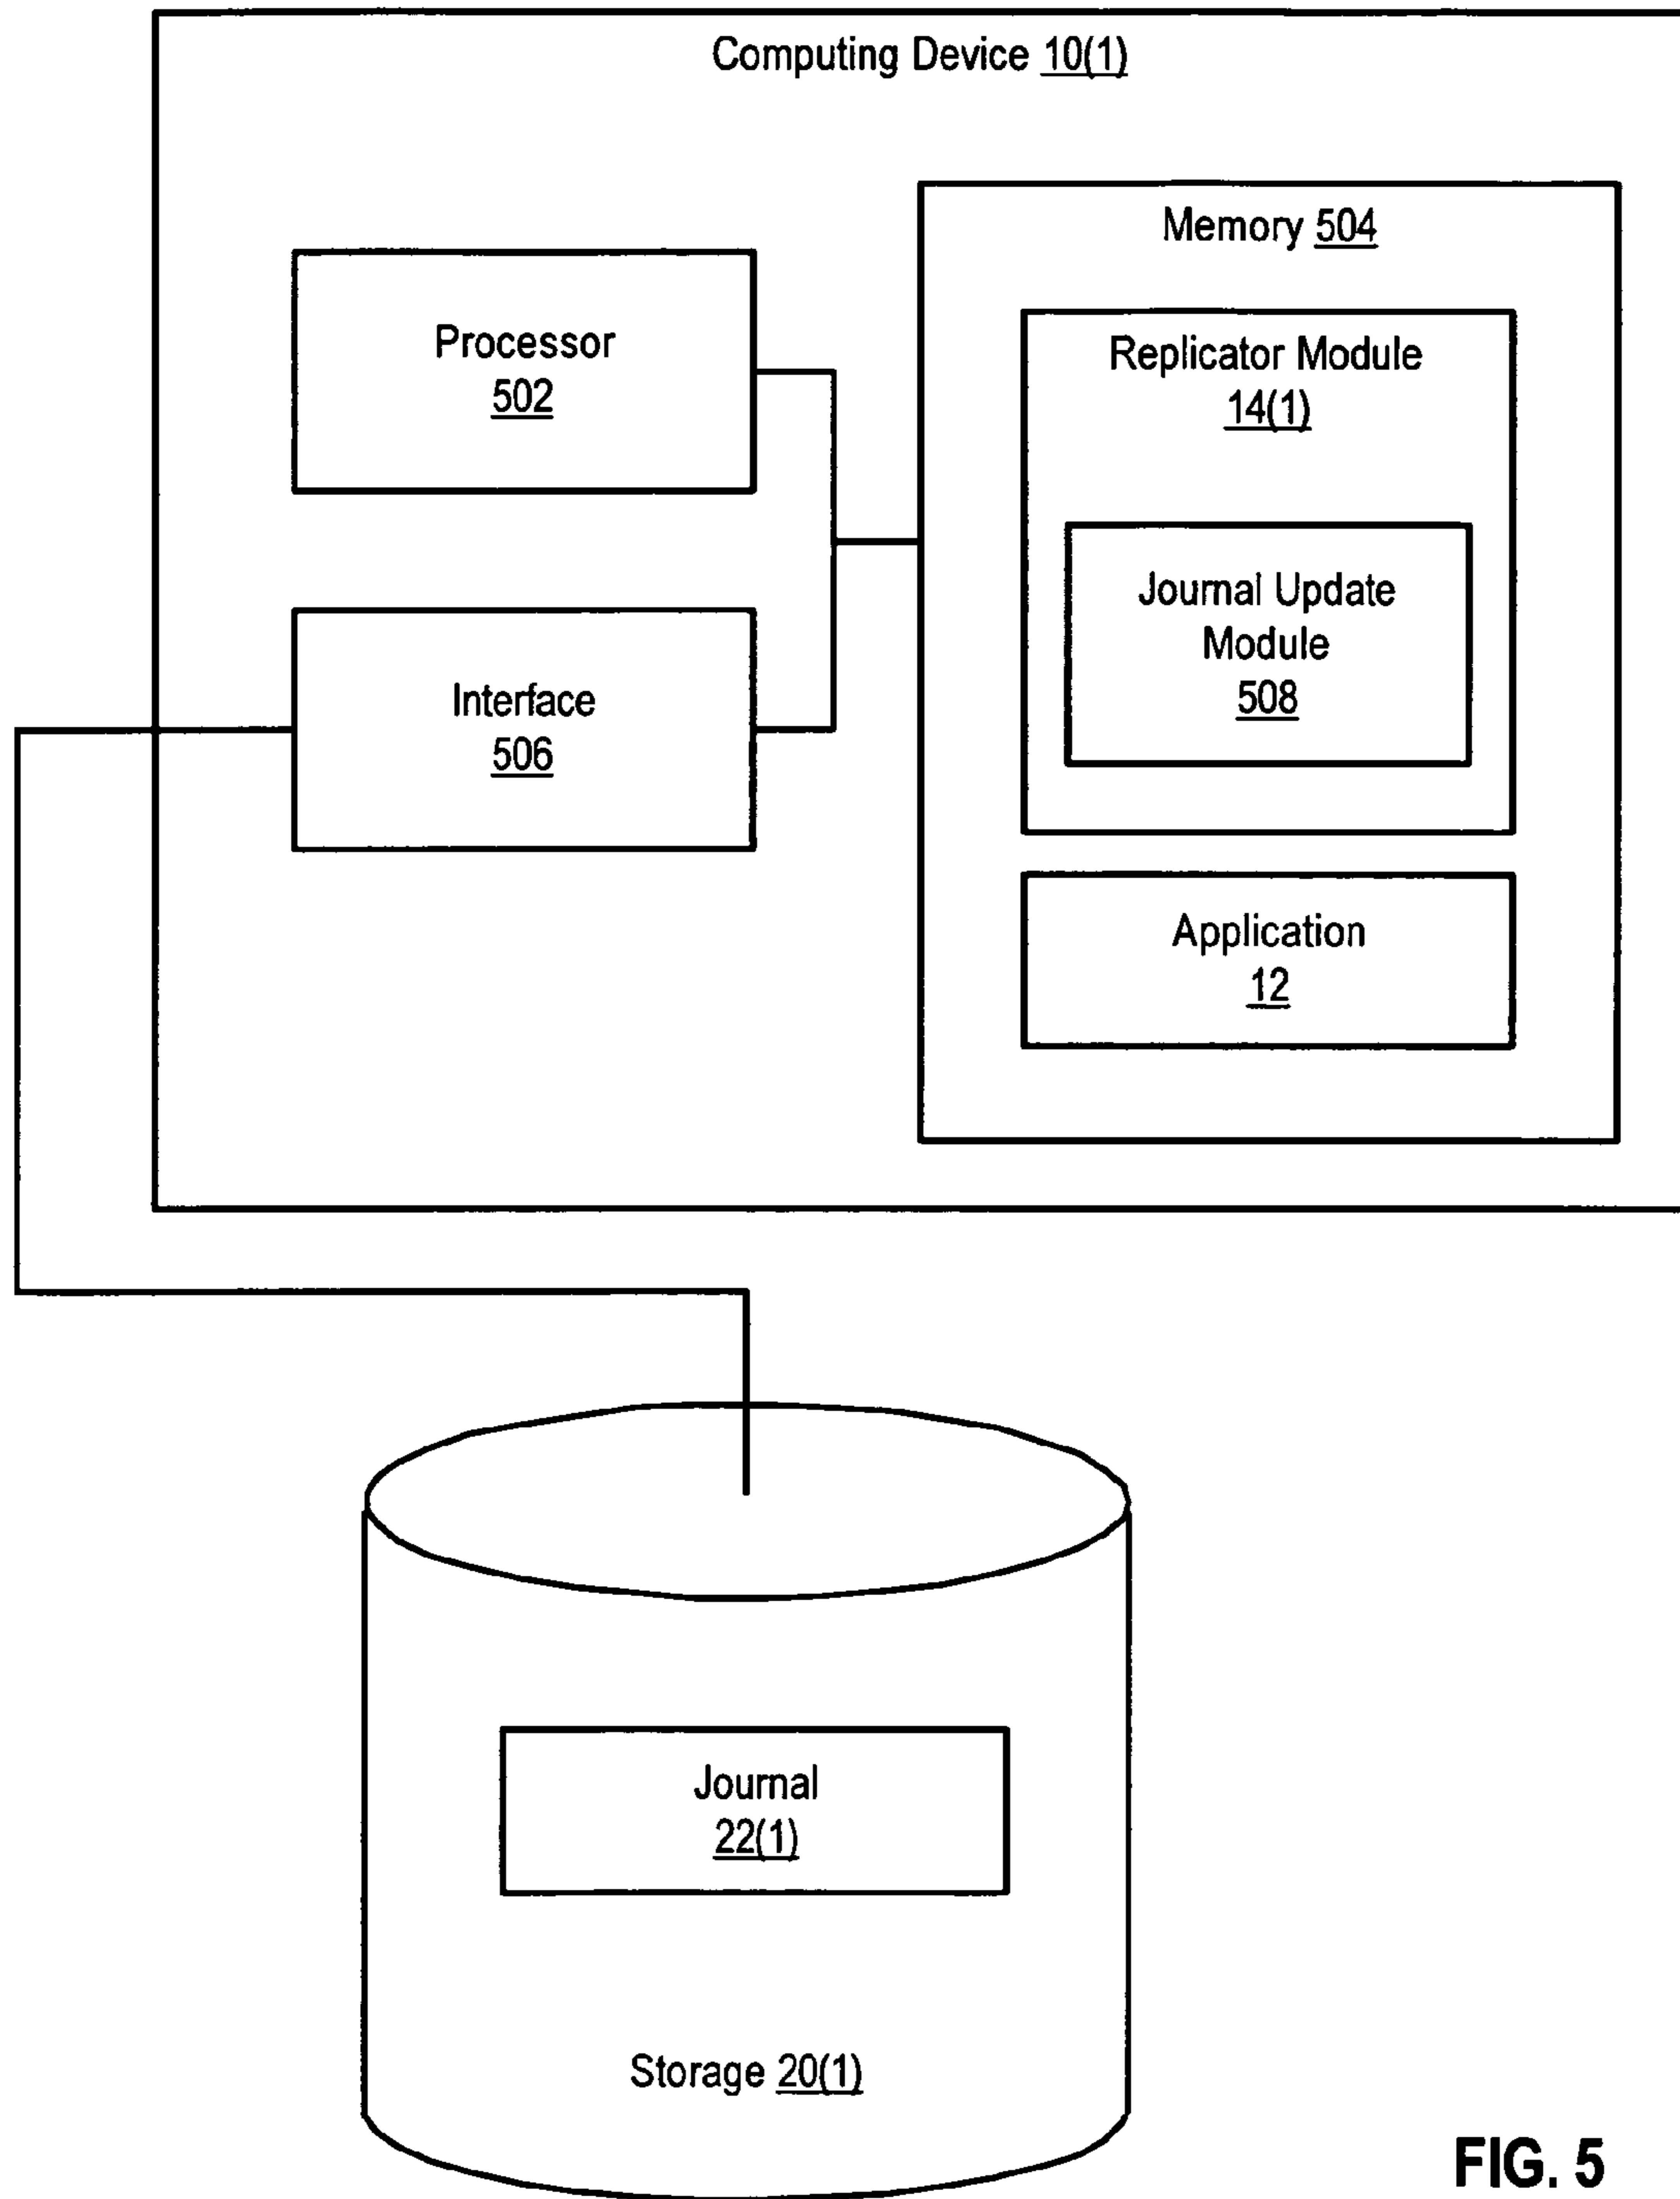 Computing Device 10(1)
Memory 504
Processor
502
Replicator Module
14(1)
Journal Update
Module
508
Interface
506
Application
12
Journal
22(1)
Storage 20(1)
FIG. 5